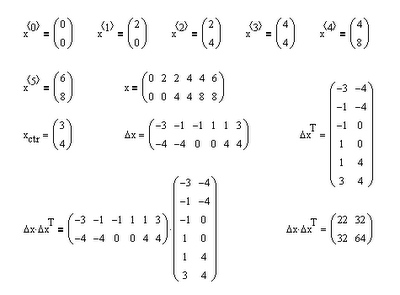 x⟨0⟩ = (0 0) x⟨1⟩ = (2 0) x⟨2⟩ = (2 4) x⟨3⟩ = (4 4) x⟨4⟩ = (4 8)
x⟨5⟩ = (6 8) x = (0 2 2 4 4 6
0 0 4 4 8 8)
xctr = (3 4) Δx = (−3 −1 −1 1 1 3
−4 −4 0 0 4 4) ΔxT = (−3 −4
−1 −4
−1 0
1 0
1 4
3 4)
Δx·ΔxT = (−3 −1 −1 1 1 3
−4 −4 0 0 4 4) · (−3 −4
−1 −4
−1 0
1 0
1 4
3 4) Δx·ΔxT = (22 32
32 64)